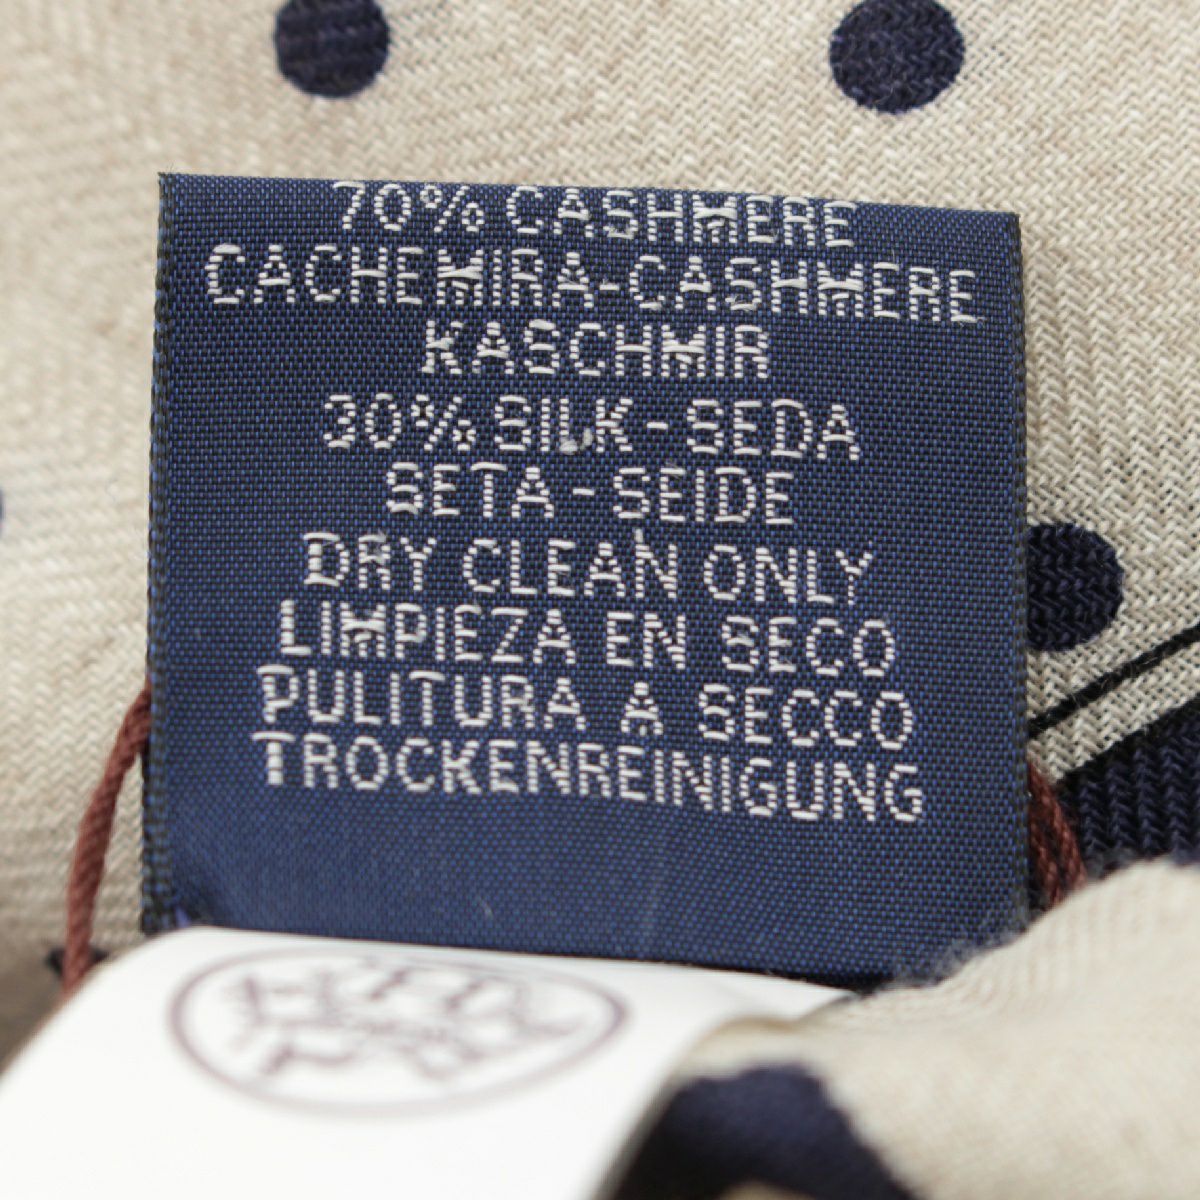 70% CASHMERE
CACHEMIRA-CASHMERE
KASCHMIR
30% SILK - SEDA
SETA - SEIDE
DRY CLEAN ONLY
LIMPIEZA EN SECO
PULITURA A SECCO
TROCKENREINIGUNG